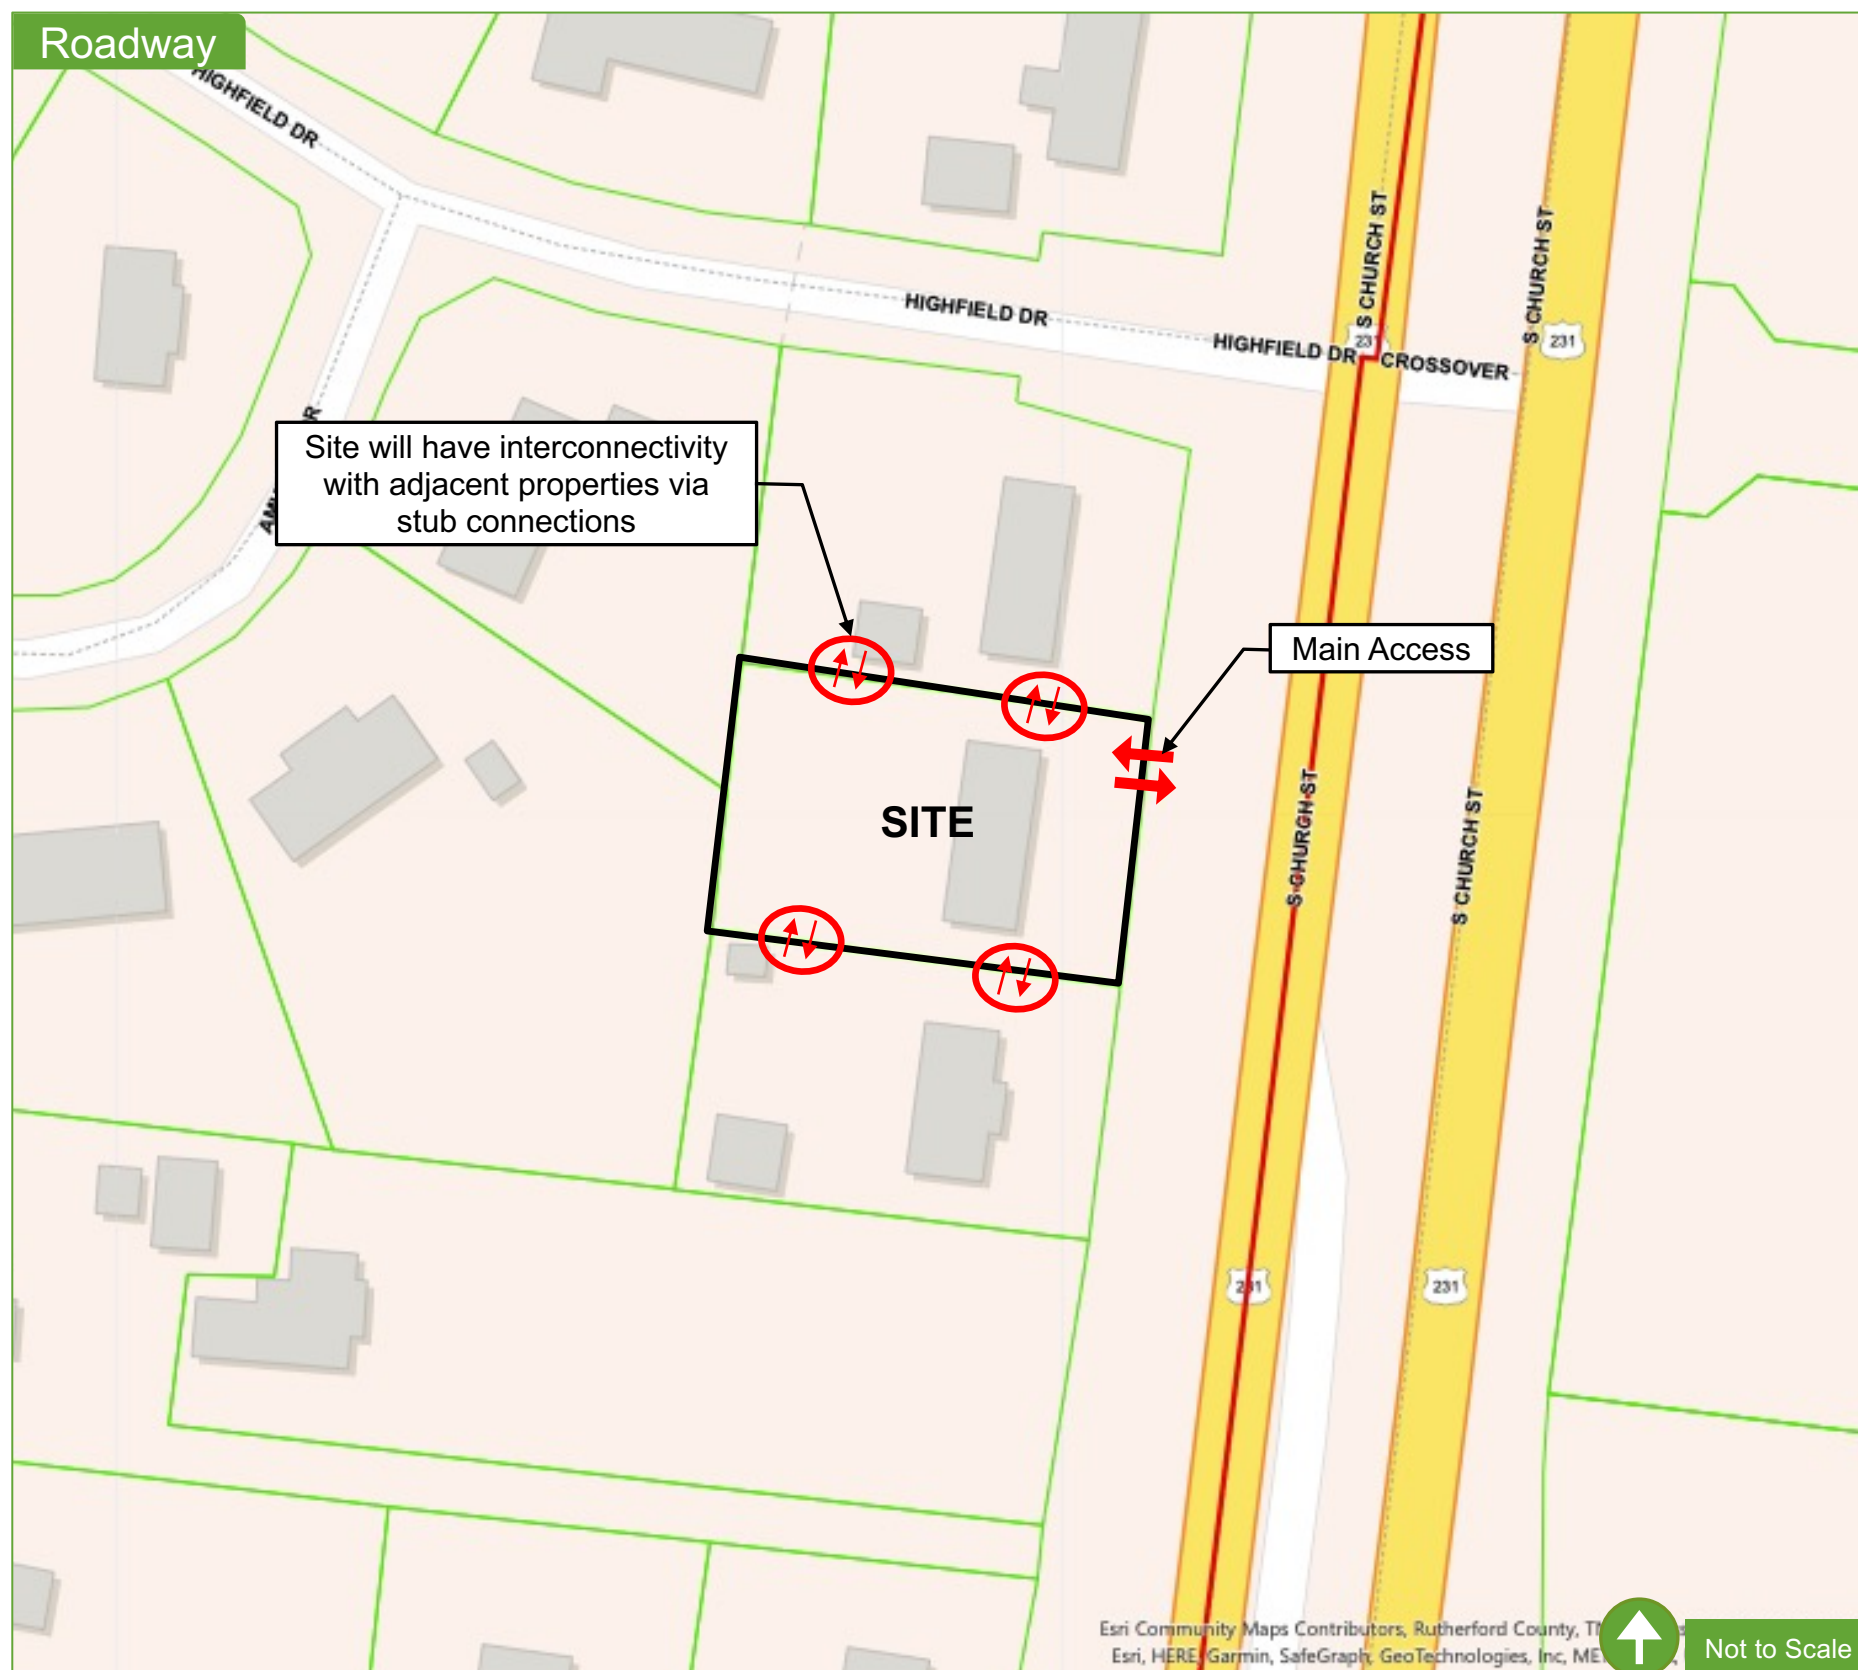 Roadway
HIGHFIELD DR
S CHURCH ST
S CHURCH ST
HIGHFIELD DR
231
231
HIGHFIELD DR
CROSSOVER
Site will have interconnectivity
with adjacent properties via
stub connections
Main Access
SITE
S CHURCH ST
S CHURCH ST
231
231
Esri Community Maps Contributors, Rutherford County,
Esri, HERE, Garmin, SafeGraph, GeoTechnologies, Inc,
Not to Scale